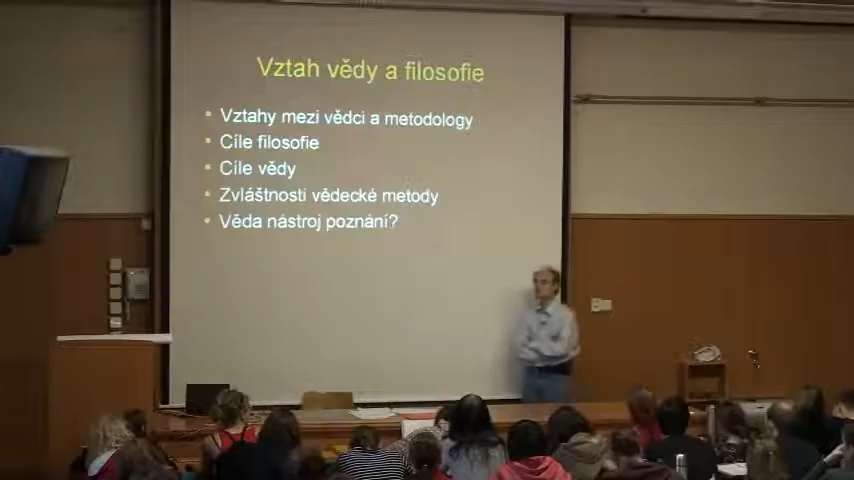 Vztah vědy a filosofie
• Vztahy mezi vědci a metodology
• Cíle filosofie
• Cíle vědy
• Zvláštnosti vědecké metody
• Věda nástroj poznání?